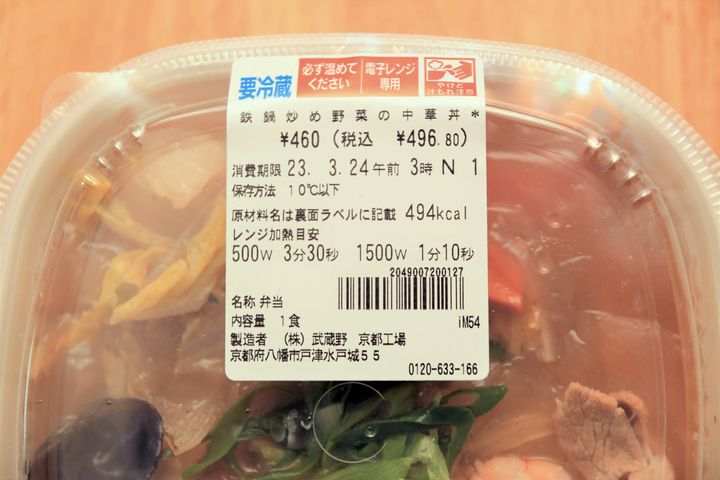 要冷蔵 必ず温めてください 電子レンジ専用 やけど けもれ注意
鉄鍋炒め野菜の中華丼*
¥460 (税込 ¥496.80)
消費期限 23. 3.24午前 3時 N 1
保存方法 10℃以下
原材料名は裏面ラベルに記載 494kcal
レンジ加熱目安
500W 3分30秒 1500W 1分10秒
2049007200127
名称 弁当
内容量 1食 iM54
製造者 (株) 武蔵野 京都工場
京都府八幡市戸津水戸城55
0120-633-166